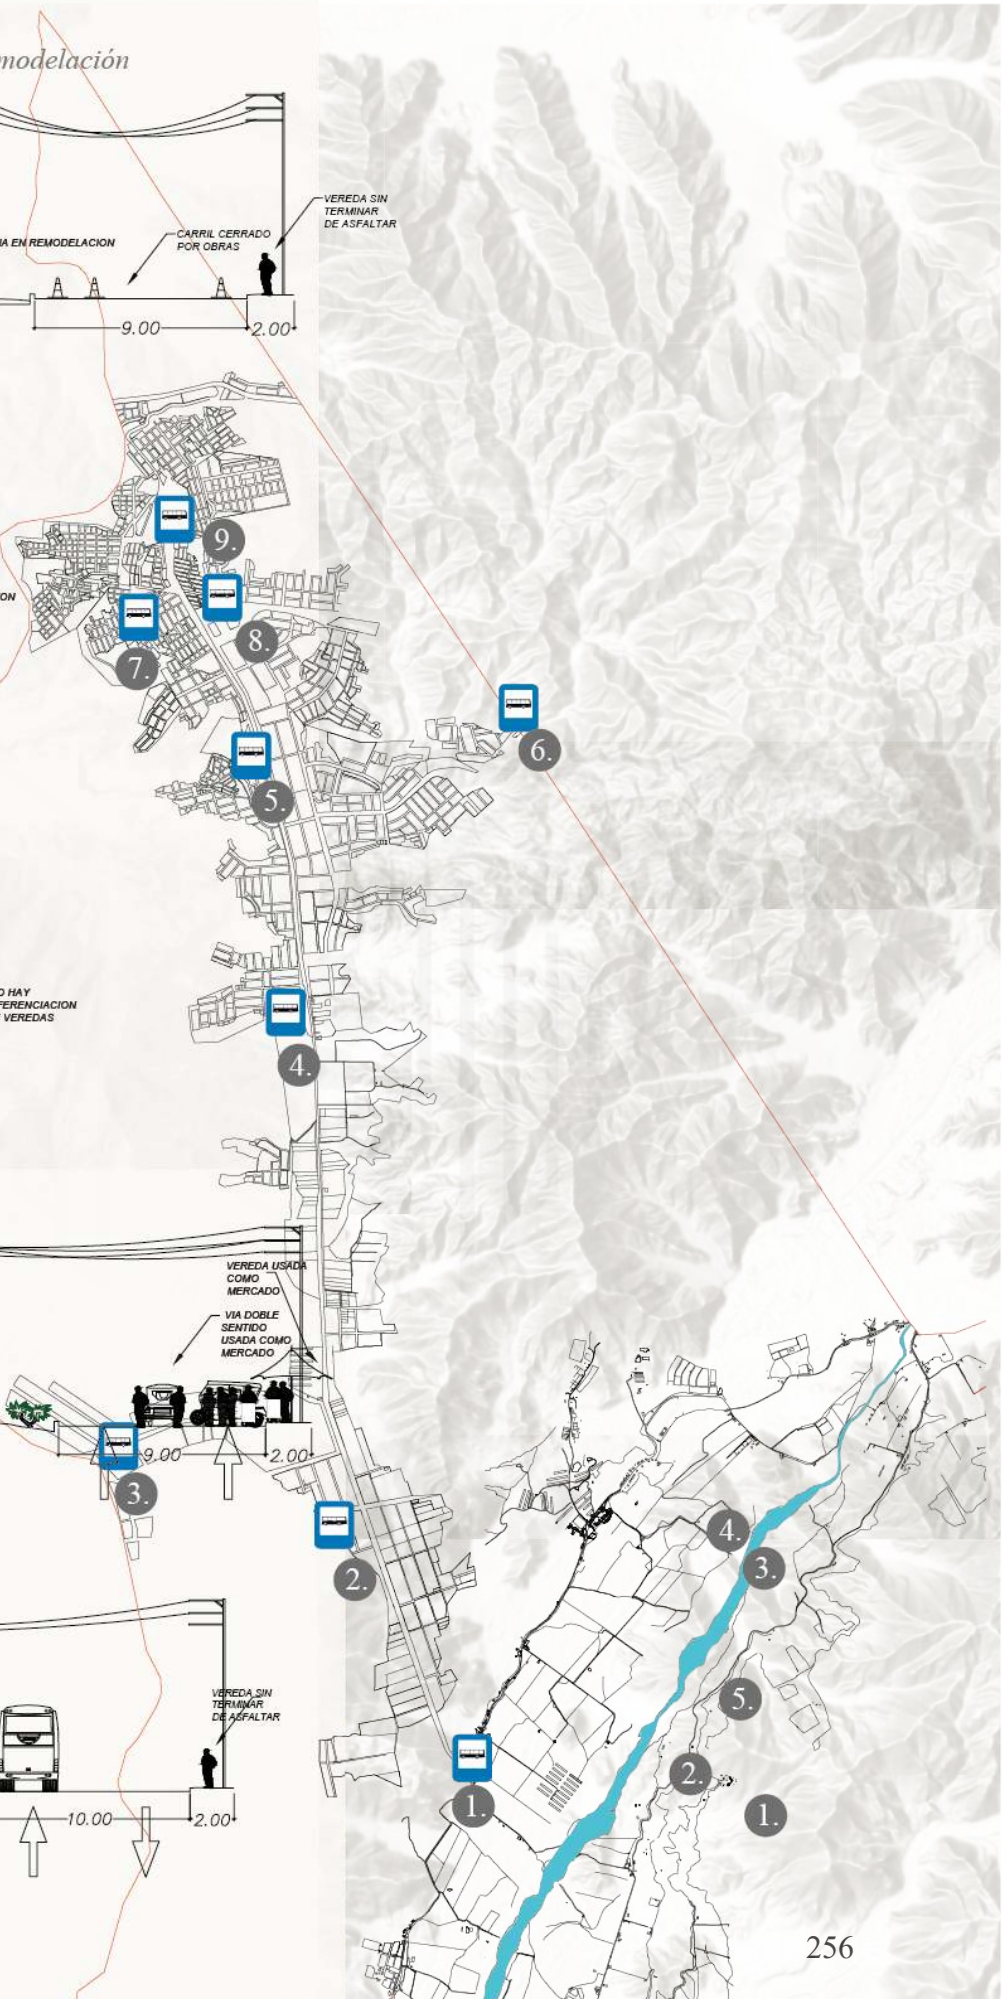 modelación
VEREDA SIN
TERMINAR
DE ASFALTAR
CARRIL CERRADO
POR OBRAS
IA EN REMODELACION
9.00
2.00
9.
8.
7.
ON
6.
5.
O HAY
FERENCIACION
VEREDAS
4.
VEREDA USADA
COMO
MERCADO
VIA DOBLE
SENTIDO
USADA COMO
MERCADO
9.00
2.00
3.
2.
4.
3.
5.
VEREDA SIN
TERMINAR
DE ASFALTAR
2.
1.
1.
10.00
2.00
256